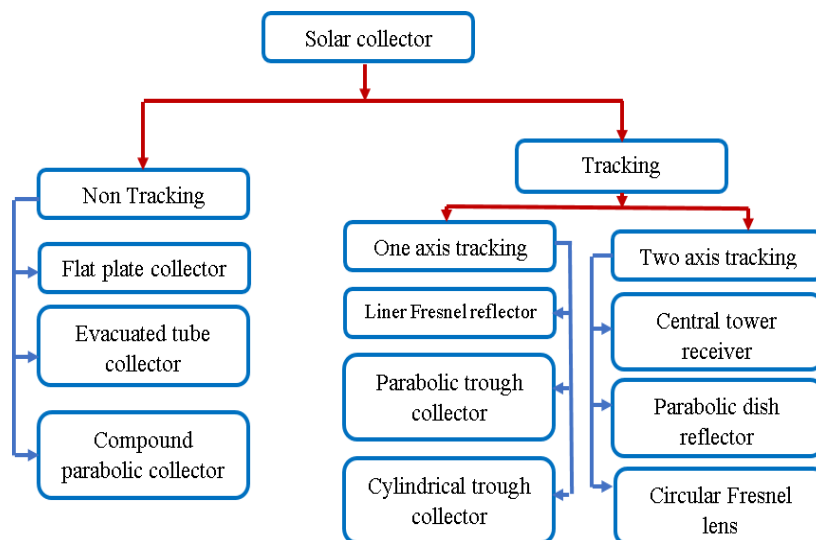 Solar collector
Tracking
Non Tracking
One axis tracking
Two axis tracking
Flat plate collector
Liner Fresnel reflector
Central tower
receiver
Evacuated tube
collector
Parabolic trough
collector
Parabolic dish
reflector
Compound
parabolic collector
Cylindrical trough
collector
Circular Fresnel
lens